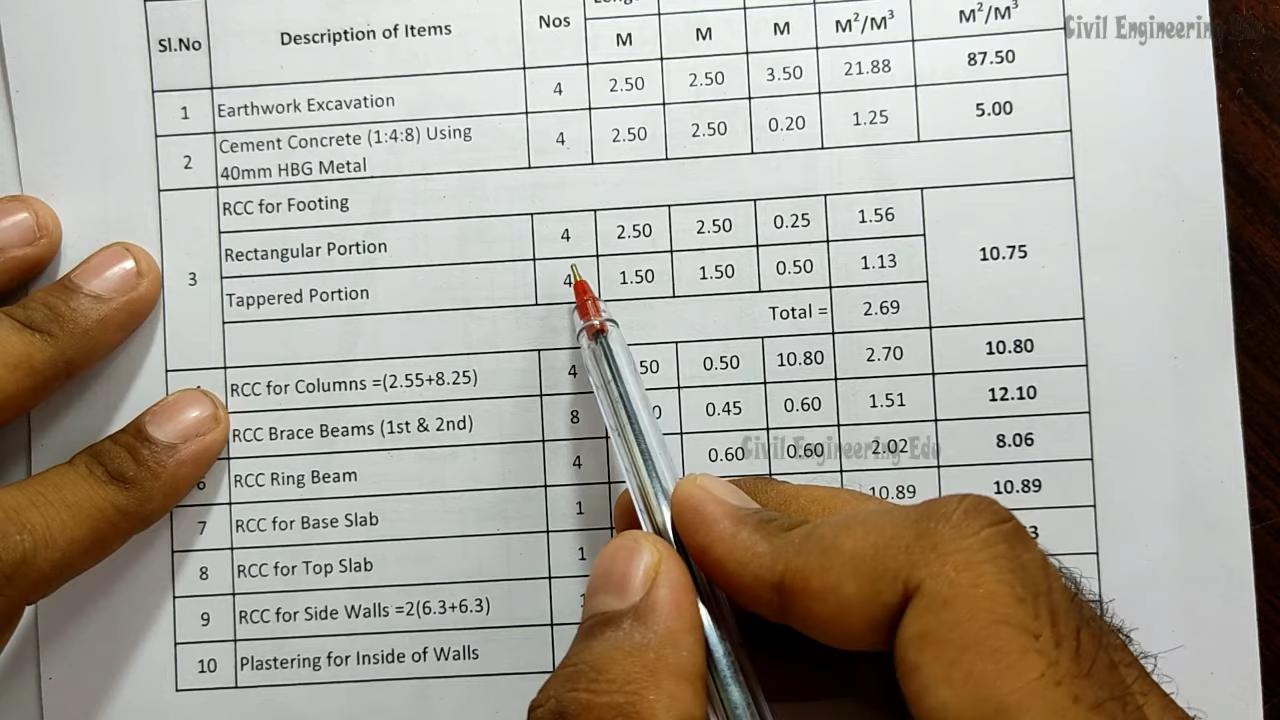 Sl.No Description of Items Nos M M M M²/M³ M²/M³
1 Earthwork Excavation 4 2.50 2.50 3.50 21.88 87.50
2 Cement Concrete (1:4:8) Using
40mm HBG Metal 4 2.50 2.50 0.20 1.25 5.00
3 RCC for Footing
Rectangular Portion 4 2.50 2.50 0.25 1.56
Tappered Portion 4 1.50 1.50 0.50 1.13 10.75
Total = 2.69
RCC for Columns =(2.55+8.25) 4 0.50 10.80 2.70 10.80
RCC Brace Beams (1st & 2nd) 8 0.45 0.60 1.51 12.10
6 RCC Ring Beam 4 0.60 0.60 2.02 8.06
7 RCC for Base Slab 1 10.89 10.89
8 RCC for Top Slab 1
9 RCC for Side Walls =2(6.3+6.3)
10 Plastering for Inside of Walls
Civil Engineering Edu
Civil Engineering Edu